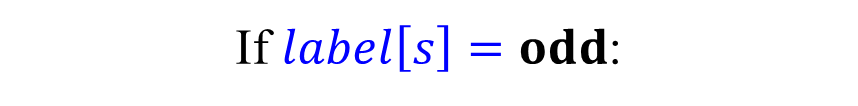 If label[s] = odd: